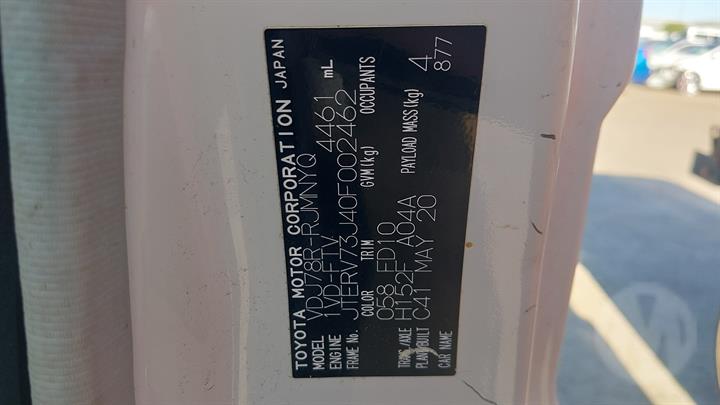 TOYOTA MOTOR CORPORATION JAPAN
MODEL VDJ78R-RJMNYQ
ENGINE 1VD-FTV 4461 mL
FRAME NO. JTERV73J40F002462
COLOR TRIM GVM(kg) OCCUPANTS
058 FD10 4
H152F A04A PAYLOAD MASS(kg) 877
TRANS/AXLE
PLANT/BUILT C41 MAY 20
CAR NAME